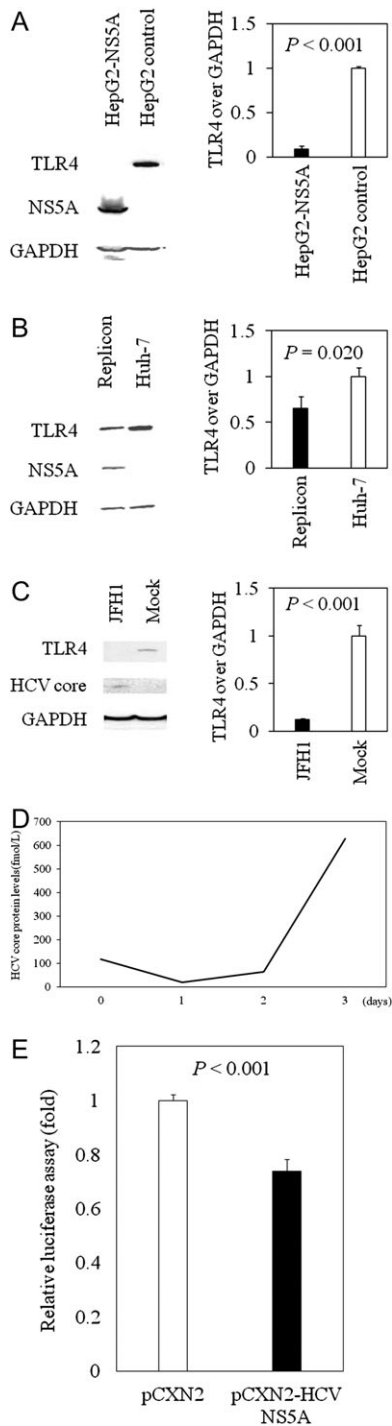 A
HepG2-NS5A
HepG2 control
TLR4
NS5A
GAPDH
TLR4 over GAPDH
P < 0.001
1.5
1
0.5
0
HepG2-NS5A
HepG2 control
B
Replicon
Huh-7
TLR4
NS5A
GAPDH
TLR4 over GAPDH
P = 0.020
1.5
1
0.5
0
Replicon
Huh-7
C
JFH1
Mock
TLR4
HCV core
GAPDH
TLR4 over GAPDH
P < 0.001
1.5
1
0.5
0
JFH1
Mock
D
HCV core protein levels(fmol/L)
700
600
500
400
300
200
100
0
0 1 2 3 (days)
E
Relative luciferase assay (fold)
P < 0.001
1.2
1
0.8
0.6
0.4
0.2
0
pCXN2 pCXN2-HCV
NS5A